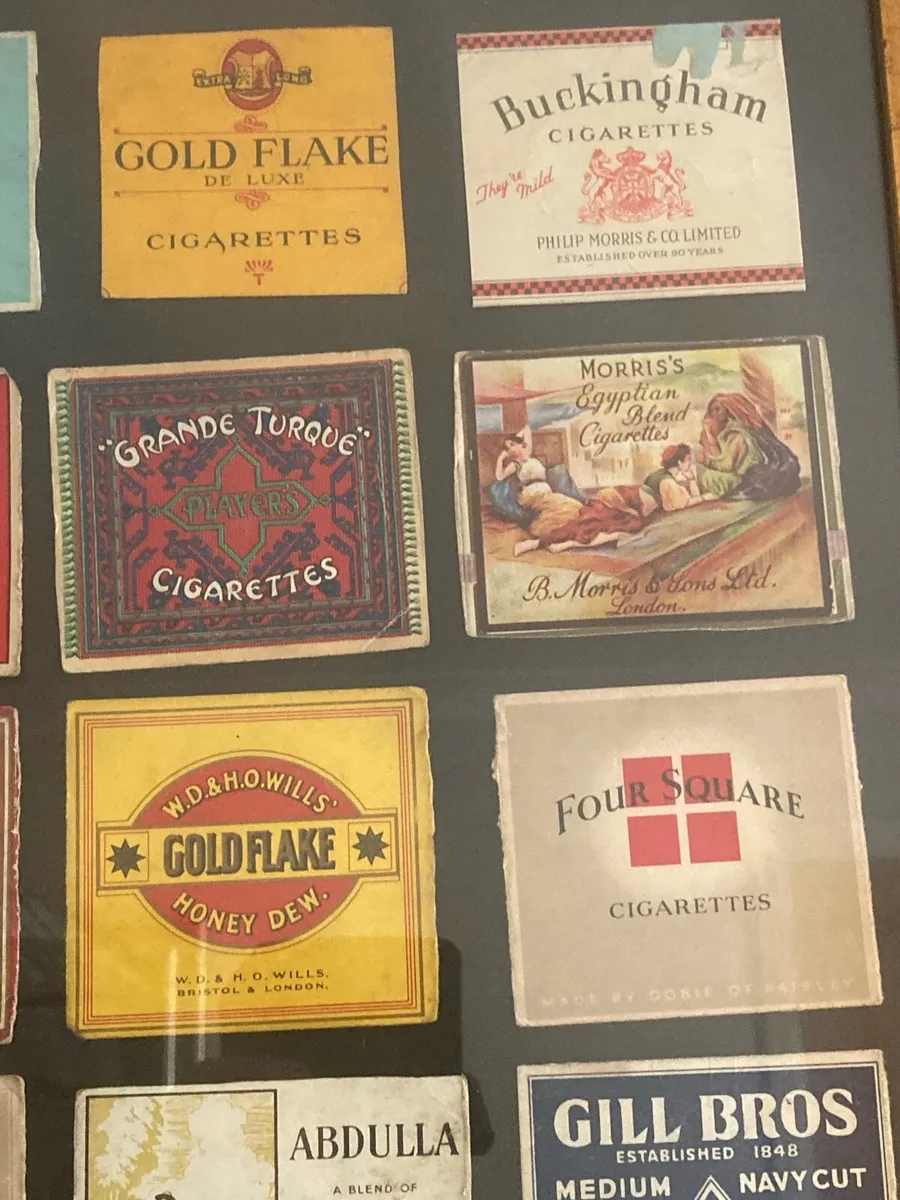 EXTRA LONG
GOLD FLAKE
DE LUXE
CIGARETTES
T
Buckingham
CIGARETTES
They're
Mild
PHILIP MORRIS & CO. LIMITED
ESTABLISHED OVER 90 YEARS
"GRANDE TURQUE"
PLAYER'S
CIGARETTES
MORRIS'S
Egyptian
Blend
Cigarettes
B. Morris & Sons Ltd.
London.
W.D.&H.O.WILLS'
GOLD FLAKE
HONEY DEW.
W. D. & H. O. WILLS.
BRISTOL & LONDON.
FOUR SQUARE
CIGARETTES
MADE BY DOBIE OF PAISLEY
ABDULLA
A BLEND OF
GILL BROS
ESTABLISHED 1848
MEDIUM NAVY CUT